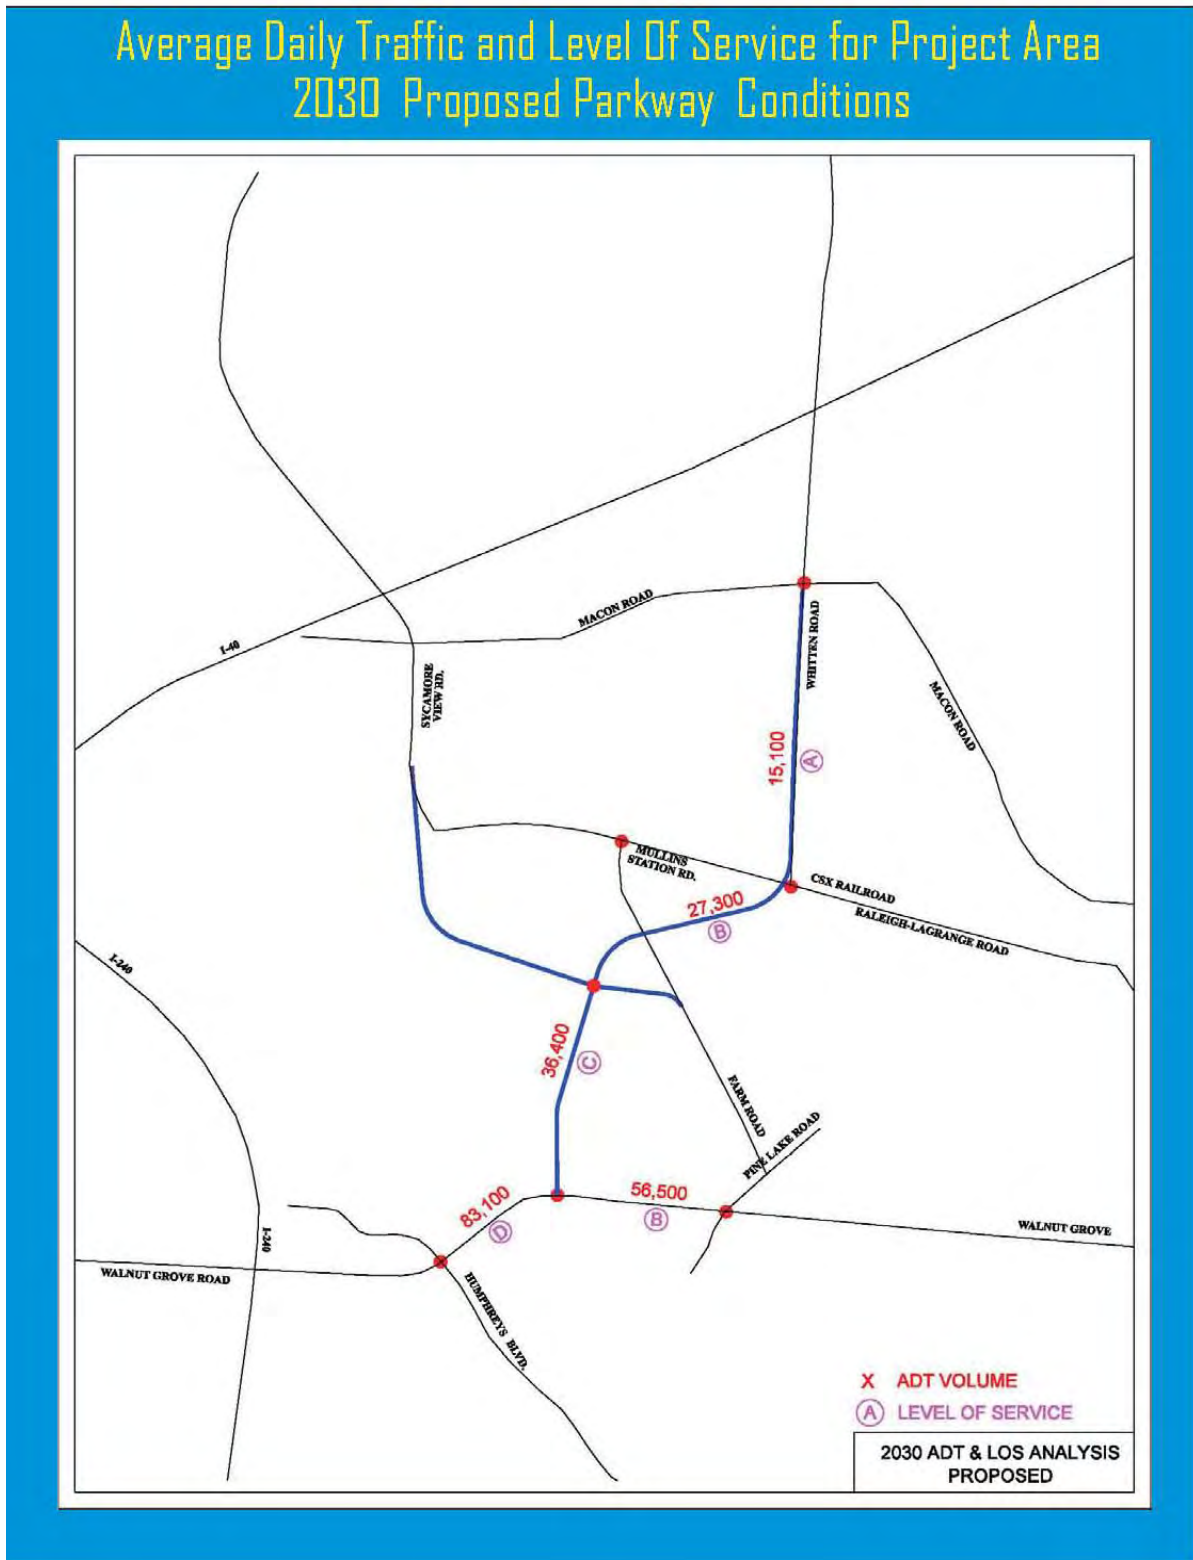 Average Daily Traffic and Level Of Service for Project Area
2030 Proposed Parkway Conditions
I-40
MACON ROAD
WHITTEN ROAD
SYCAMORE
VIEW RD.
MACON ROAD
15,100
A
MULLINS
STATION RD.
CSX RAILROAD
RALEIGH-LAGRANGE ROAD
27,300
B
I-240
36,400
C
FARM ROAD
PINE LAKE ROAD
83,100
D
56,500
B
WALNUT GROVE
I-240
WALNUT GROVE ROAD
HUMPHREYS BLVD.
X ADT VOLUME
A LEVEL OF SERVICE
2030 ADT & LOS ANALYSIS
PROPOSED